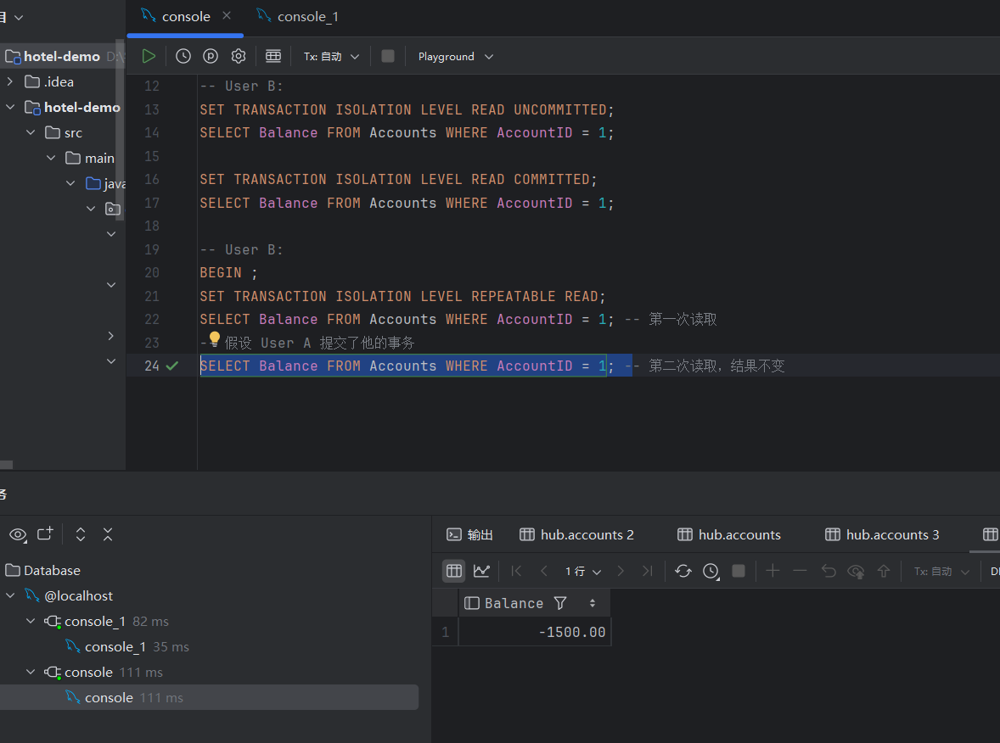 目
console
console_1
hotel-demo D:\
Tx: 自动
Playground
.idea
hotel-demo
src
main
java
12 -- User B:
13 SET TRANSACTION ISOLATION LEVEL READ UNCOMMITTED;
14 SELECT Balance FROM Accounts WHERE AccountID = 1;
15
16 SET TRANSACTION ISOLATION LEVEL READ COMMITTED;
17 SELECT Balance FROM Accounts WHERE AccountID = 1;
18
19 -- User B:
20 BEGIN ;
21 SET TRANSACTION ISOLATION LEVEL REPEATABLE READ;
22 SELECT Balance FROM Accounts WHERE AccountID = 1; -- 第一次读取
23 - 假设 User A 提交了他的事务
24 SELECT Balance FROM Accounts WHERE AccountID = 1; -- 第二次读取，结果不变
务
Database
@localhost
console_1 82 ms
console_1 35 ms
console 111 ms
console 111 ms
输出
hub.accounts 2
hub.accounts
hub.accounts 3
1 行
Tx: 自动
Balance
1 -1500.00